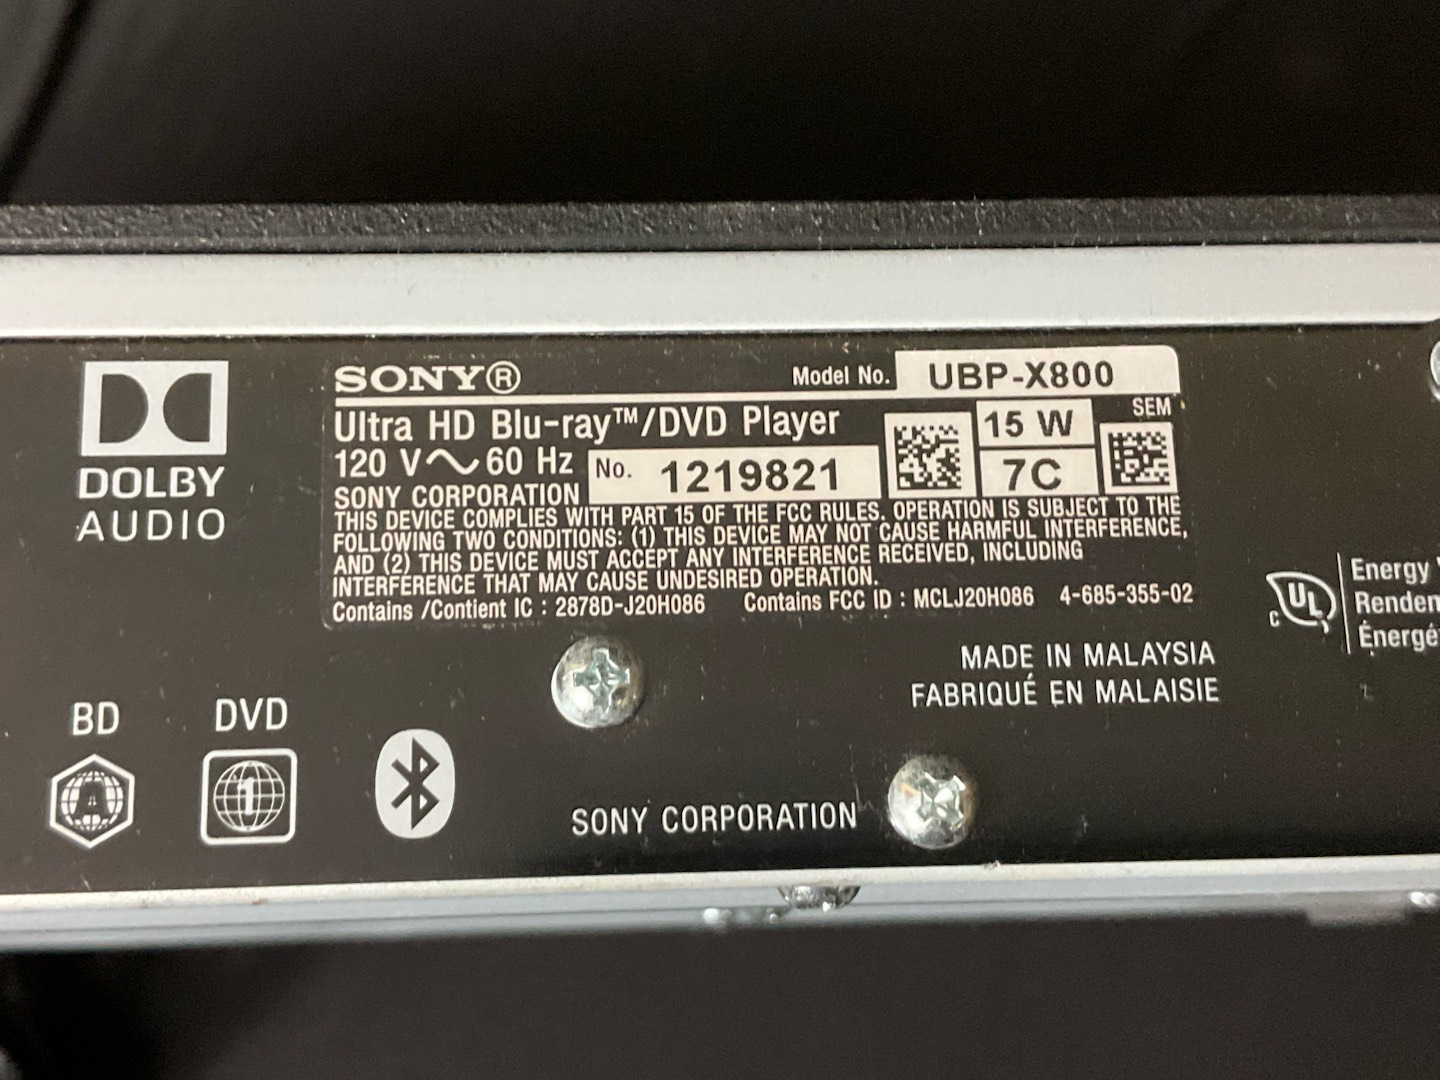 DOLBY
AUDIO
SONY®
Model No. UBP-X800
Ultra HD Blu-ray™/DVD Player
15 W
SEM
120 V~60 Hz
No. 1219821
7C
SONY CORPORATION
THIS DEVICE COMPLIES WITH PART 15 OF THE FCC RULES. OPERATION IS SUBJECT TO THE
FOLLOWING TWO CONDITIONS: (1) THIS DEVICE MAY NOT CAUSE HARMFUL INTERFERENCE,
AND (2) THIS DEVICE MUST ACCEPT ANY INTERFERENCE RECEIVED, INCLUDING
INTERFERENCE THAT MAY CAUSE UNDESIRED OPERATION.
Contains /Contient IC : 2878D-J20H086 Contains FCC ID : MCLJ20H086 4-685-355-02
c UL
Energy
MADE IN MALAYSIA
FABRIQUÉ EN MALAISIE
BD
A
DVD
1
SONY CORPORATION